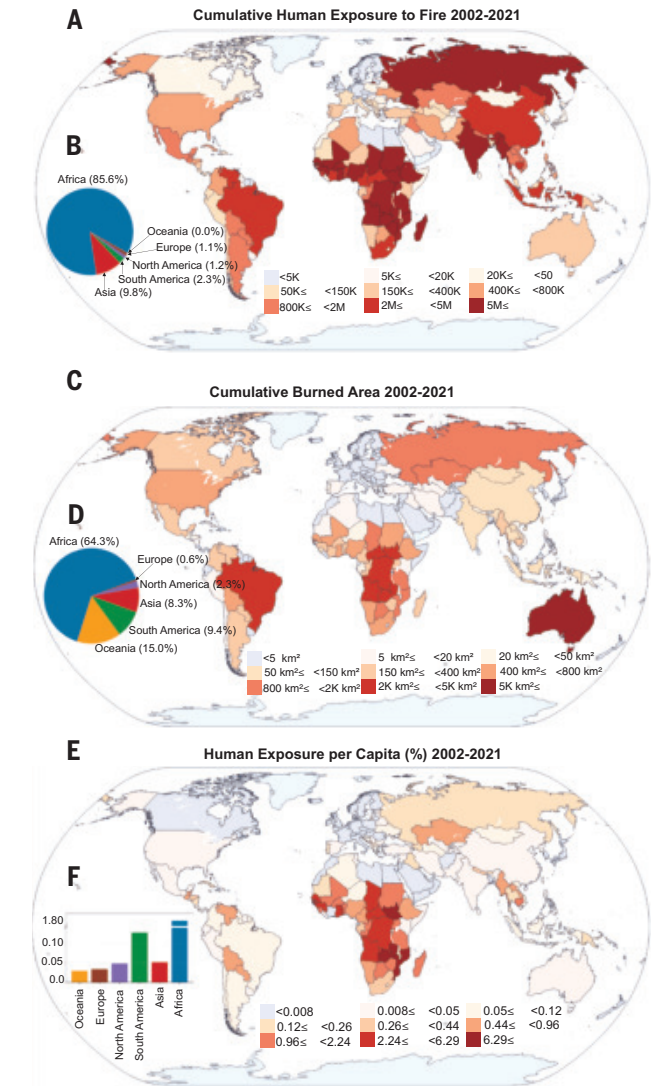 A
Cumulative Human Exposure to Fire 2002-2021
B
Africa (85.6%)
Oceania (0.0%)
Europe (1.1%)
North America (1.2%)
South America (2.3%)
Asia (9.8%)
<5K 5K≤ <20K 20K≤ <50
50K≤ <150K 150K≤ <400K 400K≤ <800K
800K≤ <2M 2M≤ <5M 5M≤
C
Cumulative Burned Area 2002-2021
D
Africa (64.3%)
Europe (0.6%)
North America (2.3%)
Asia (8.3%)
South America (9.4%)
Oceania (15.0%)
<5 km² 5 km²≤ <20 km² 20 km²≤ <50 km²
50 km²≤ <150 km² 150 km²≤ <400 km² 400 km²≤ <800 km²
800 km²≤ <2K km² 2K km²≤ <5K km² 5K km²≤
E
Human Exposure per Capita (%) 2002-2021
F
1.80
0.10
0.05
0.0
Oceania
Europe
North America
South America
Asia
Africa
<0.008 0.008≤ <0.05 0.05≤ <0.12
0.12≤ <0.26 0.26≤ <0.44 0.44≤ <0.96
0.96≤ <2.24 2.24≤ <6.29 6.29≤